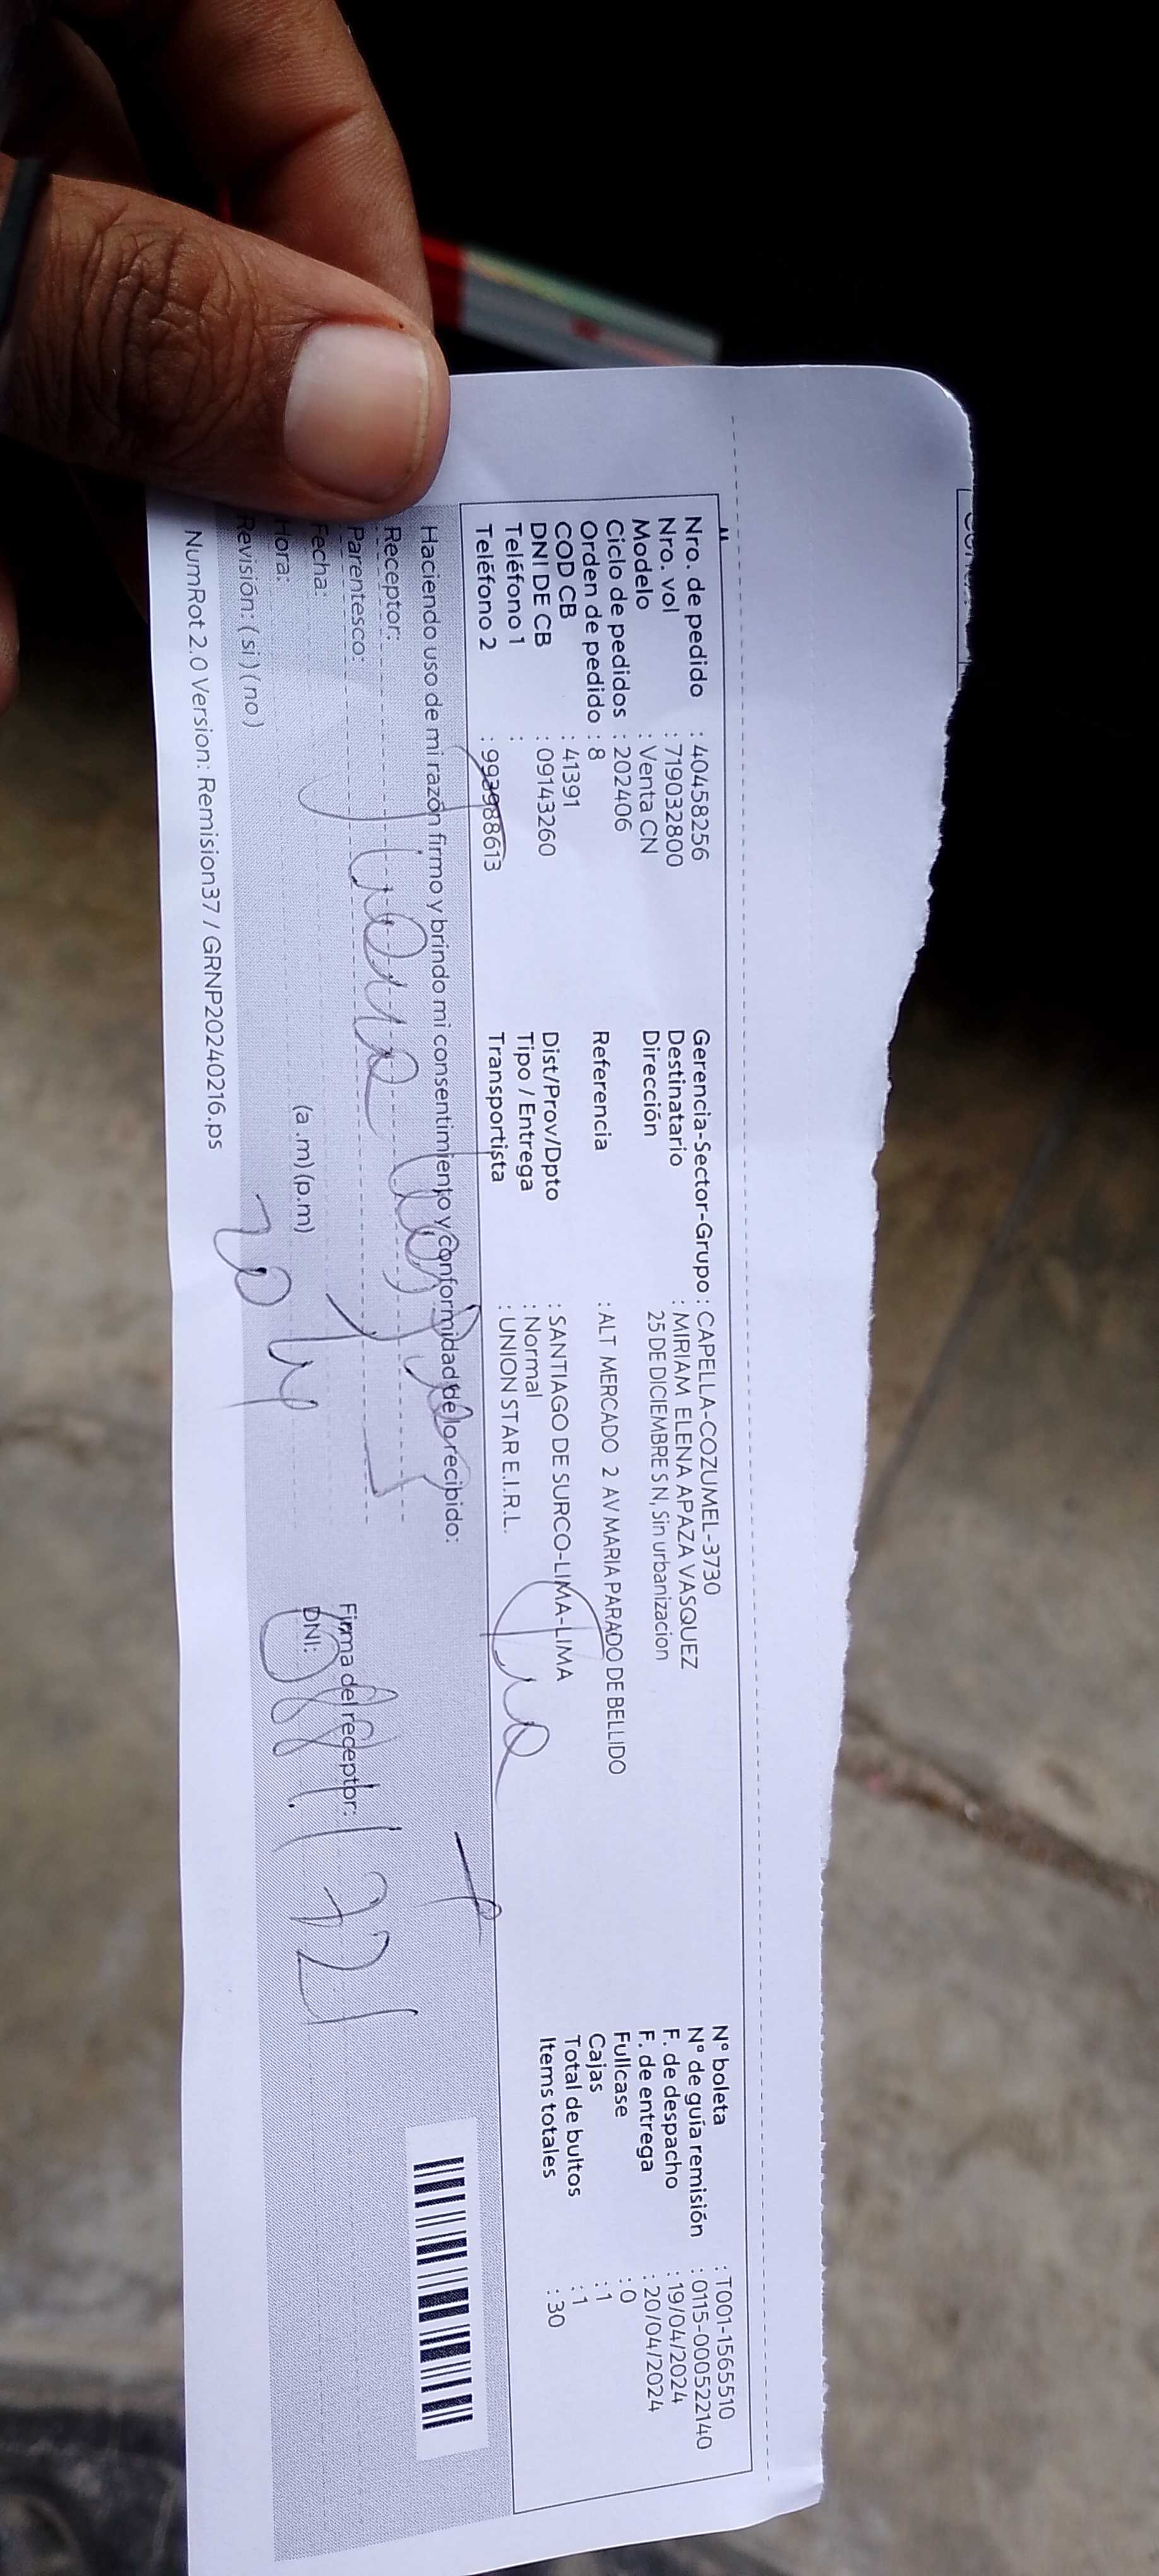 Nro. de pedido : 40458256
Nro. vol : 719032800
Modelo : Venta CN
Ciclo de pedidos : 202406
Orden de pedido : 8
COD CB : 41391
DNI DE CB : 09143260
Teléfono 1 :
Teléfono 2 : 992988613
Gerencia-Sector-Grupo : CAPELLA-COZUMEL-3730
Destinatario : MIRIAM ELENA APAZA VASQUEZ
Dirección 25 DE DICIEMBRE S N, Sin urbanizacion
Referencia : ALT MERCADO 2 AV MARIA PARADO DE BELLIDO
Dist/Prov/Dpto : SANTIAGO DE SURCO-LIMA-LIMA
Tipo / Entrega : Normal
Transportista : UNION STAR E.I.R.L.
N° boleta : T001-1565510
N° de guía remisión : 0115-000522140
F. de despacho : 19/04/2024
F. de entrega : 20/04/2024
Fullcase : 0
Cajas : 1
Total de bultos : 1
Items totales : 30
Haciendo uso de mi razón firmo y brindo mi consentimiento y conformidad de lo recibido:
Receptor:
Parentesco:
Fecha:
Hora: (a .m) (p.m)
Revisión: ( si ) ( no )
Firma del receptor:
DNI:
NumRot 2.0 Version: Remision37 / GRNP20240216.ps